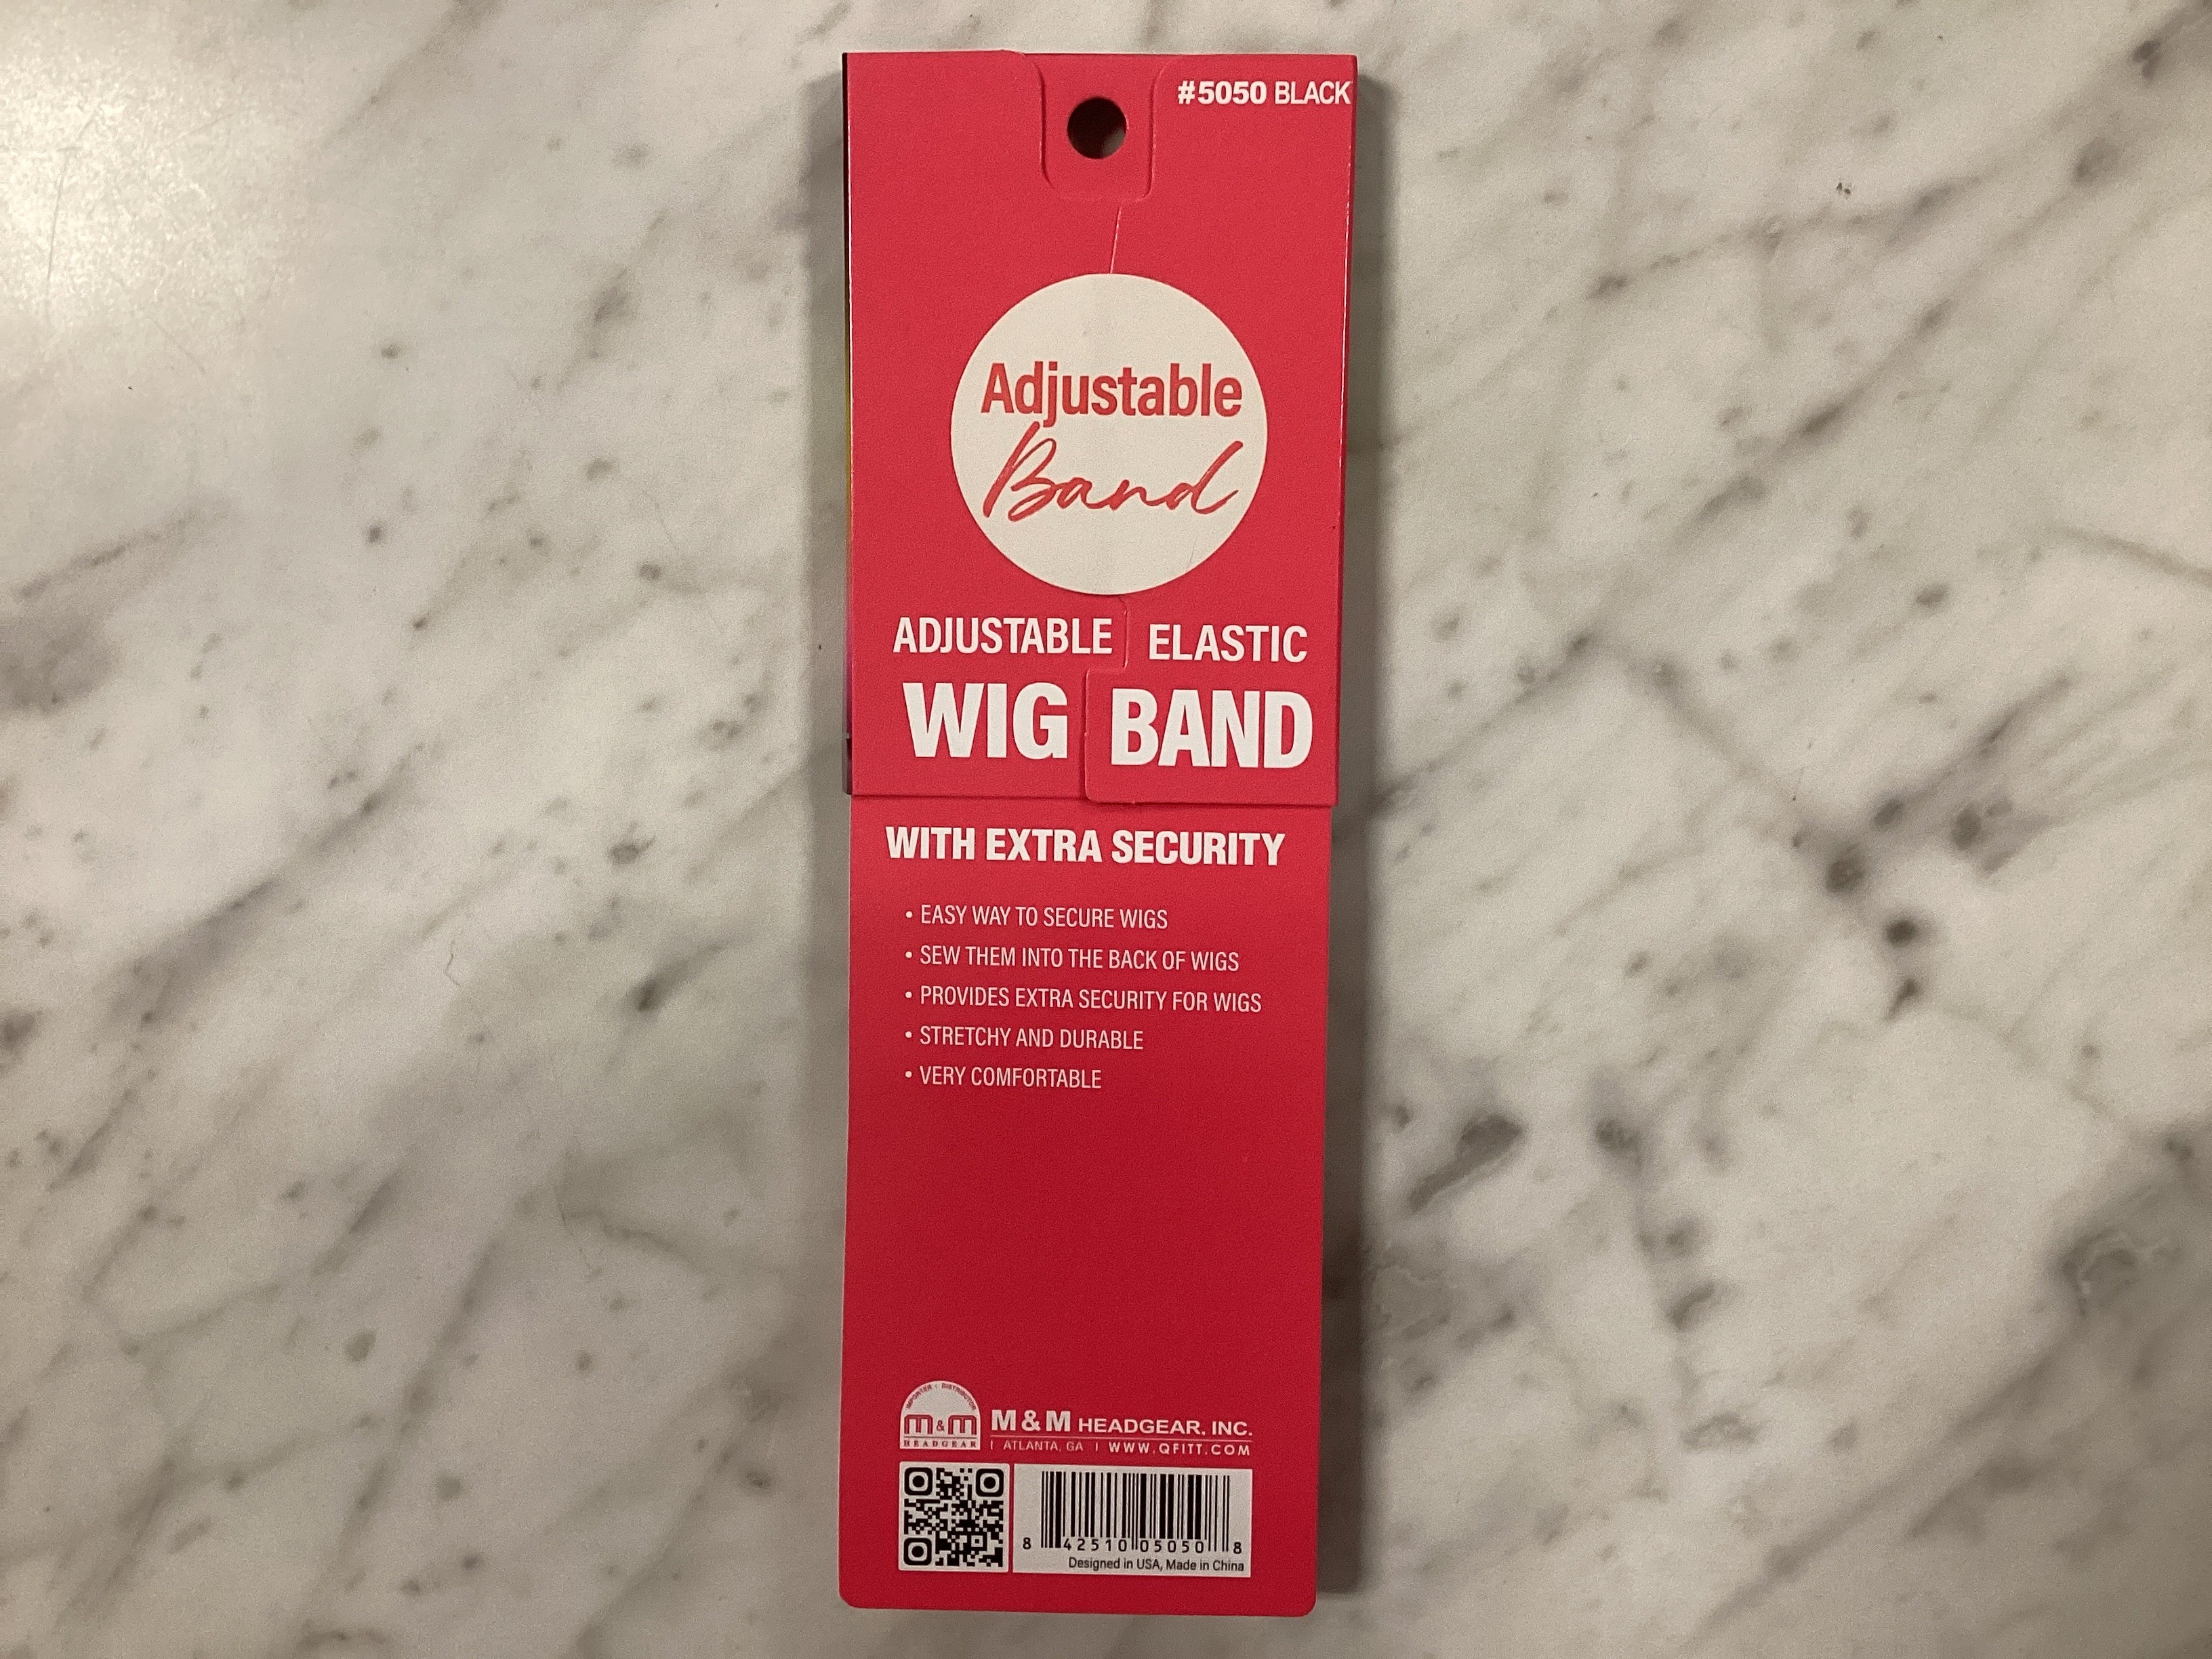 #5050 BLACK
Adjustable
Band
ADJUSTABLE ELASTIC
WIG BAND
WITH EXTRA SECURITY
• EASY WAY TO SECURE WIGS
• SEW THEM INTO THE BACK OF WIGS
• PROVIDES EXTRA SECURITY FOR WIGS
• STRETCHY AND DURABLE
• VERY COMFORTABLE
IMPORTER • DISTRIBUTOR
M&M
HEADGEAR
M&M HEADGEAR, INC.
| ATLANTA, GA | WWW.QFITT.COM
8 42510 05050 8
Designed in USA, Made in China